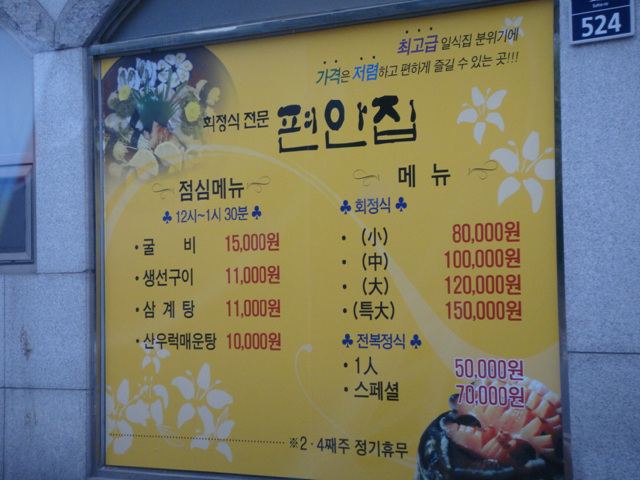 524
최고급 일식집 분위기에
가격은 저렴하고 편하게 즐길 수 있는 곳!!!
회정식 전문 편안집
점심메뉴
♣ 12시~1시 30분 ♣
· 굴 비 15,000원
· 생선구이 11,000원
· 삼계탕 11,000원
· 산우럭매운탕 10,000원
메 뉴
♣ 회정식 ♣
· (小) 80,000원
· (中) 100,000원
· (大) 120,000원
· (特大) 150,000원
♣ 전복정식 ♣
· 1人 50,000원
· 스페셜 70,000원
※2·4째주 정기휴무